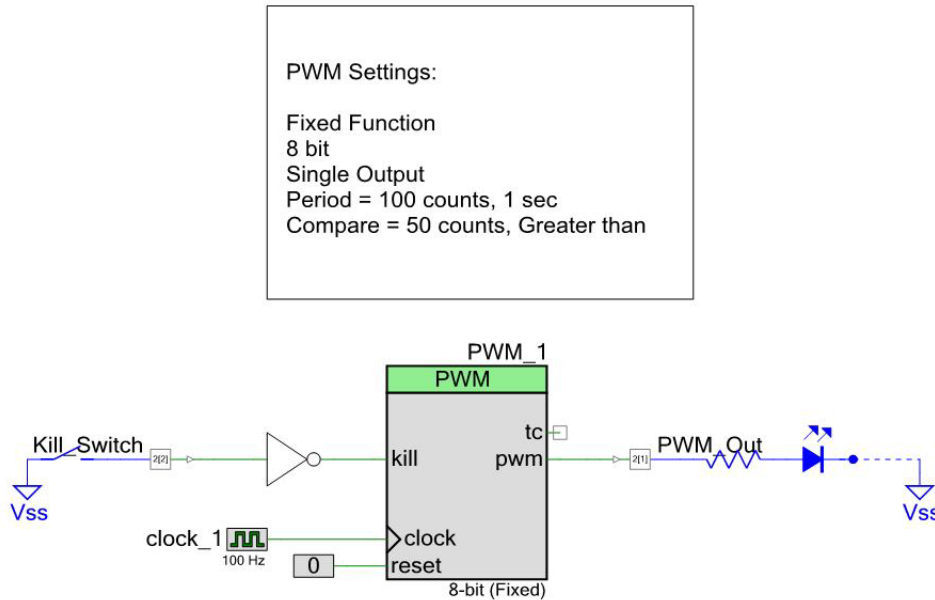 PWM Settings:
Fixed Function
8 bit
Single Output
Period = 100 counts, 1 sec
Compare = 50 counts, Greater than
PWM_1
PWM
Kill_Switch
2[2]
kill
tc
pwm
2[1]
PWM_Out
Vss
Vss
clock_1
100 Hz
clock
0
reset
8-bit (Fixed)